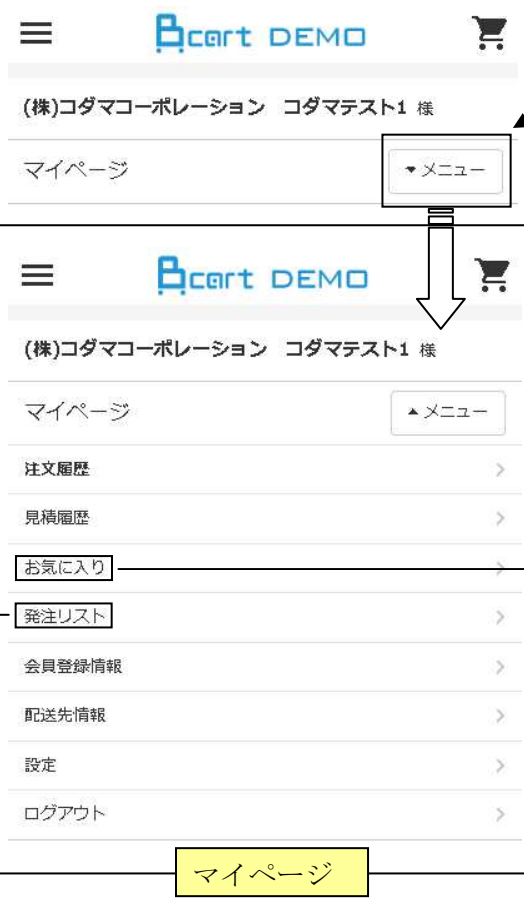 Bcart DEMO
(株)コダマコーポレーション　コダマテスト1 様
マイページ
▼メニュー
Bcart DEMO
(株)コダマコーポレーション　コダマテスト1 様
マイページ
▲メニュー
注文履歴
見積履歴
お気に入り
発注リスト
会員登録情報
配送先情報
設定
ログアウト
マイページ